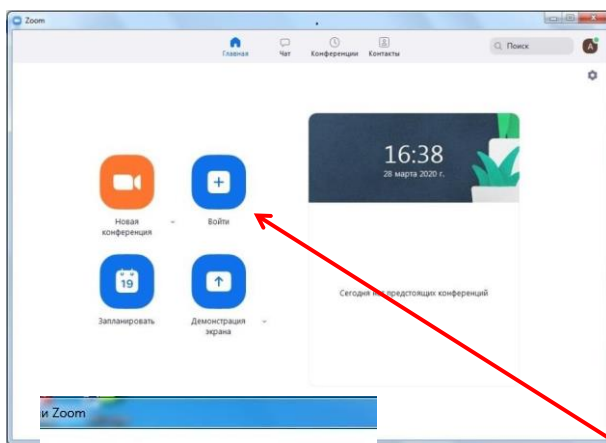 Zoom
Главная
Чат
Конференции
Контакты
Поиск
A
16:38
28 марта 2020 г.
Новая
конференция
Войти
19
Запланировать
Демонстрация
экрана
Сегодня нет предстоящих конференций
и Zoom